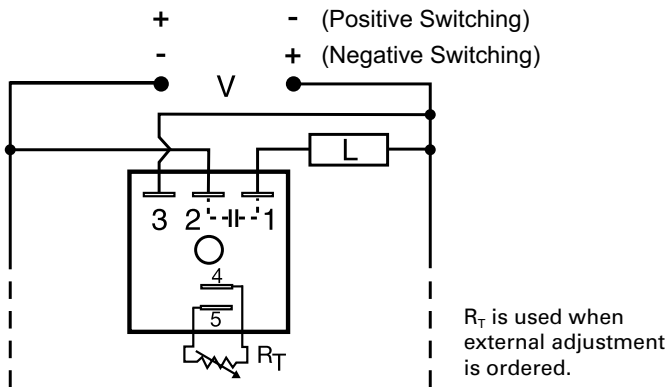 + - (Positive Switching)
- + (Negative Switching)
V
L
3 2 1
4
5
RT
RT is used when
external adjustment
is ordered.